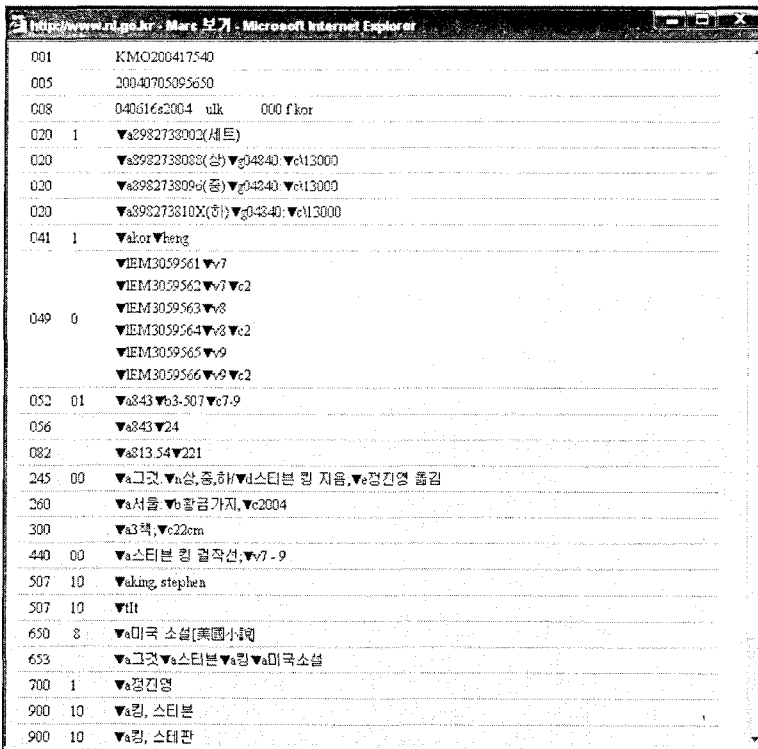 http://www.nl.go.kr - Marc 보기 - Microsoft Internet Explorer
001 KMO200417540
005 20040705095650
008 040616s2004 ulk 000 f kor
020 1 ▼a8982738002(세트)
020 ▼a8982738088(상)▼g04840:▼c\13000
020 ▼a8982738096(중)▼g04840:▼c\13000
020 ▼a898273810X(하)▼g04840:▼c\13000
041 1 ▼akor▼heng
▼lEM3059561▼v7
▼lEM3059562▼v7▼c2
▼lEM3059563▼v8
049 0
▼lEM3059564▼v8▼c2
▼lEM3059565▼v9
▼lEM3059566▼v9▼c2
052 01 ▼a843▼b3-507▼c7-9
056 ▼a843▼24
082 ▼a813.54▼221
245 00 ▼a그것.▼n상,중,하/▼d스티븐 킹 지음;▼e정진영 옮김
260 ▼a서울:▼b황금가지,▼c2004
300 ▼a3책;▼c22cm
440 00 ▼a스티븐 킹 걸작선;▼v7 - 9
507 10 ▼aking, stephen
507 10 ▼tIt
650 8 ▼a미국 소설[美國小說]
653 ▼a그것▼a스티븐▼a킹▼a미국소설
700 1 ▼a정진영
900 10 ▼a킹, 스티븐
900 10 ▼a킹, 스테판